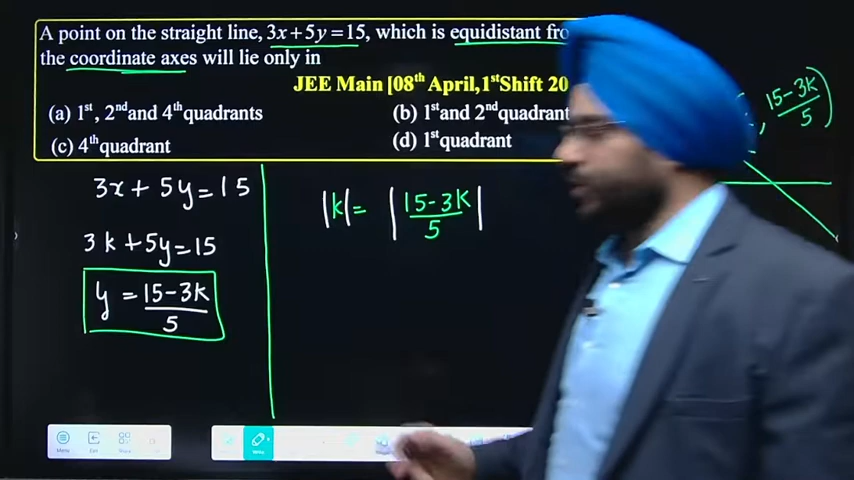 A point on the straight line, 3x+5y=15, which is equidistant
the coordinate axes will lie only in
JEE Main [08th April,1st Shift 20
(a) 1st, 2nd and 4th quadrants
(b) 1st and 2nd quadrant
(c) 4th quadrant
(d) 1st quadrant
, 15-3k/5)
3x + 5y = 15
|k| = |15-3k/5|
3k + 5y = 15
y = 15-3k/5
Menu